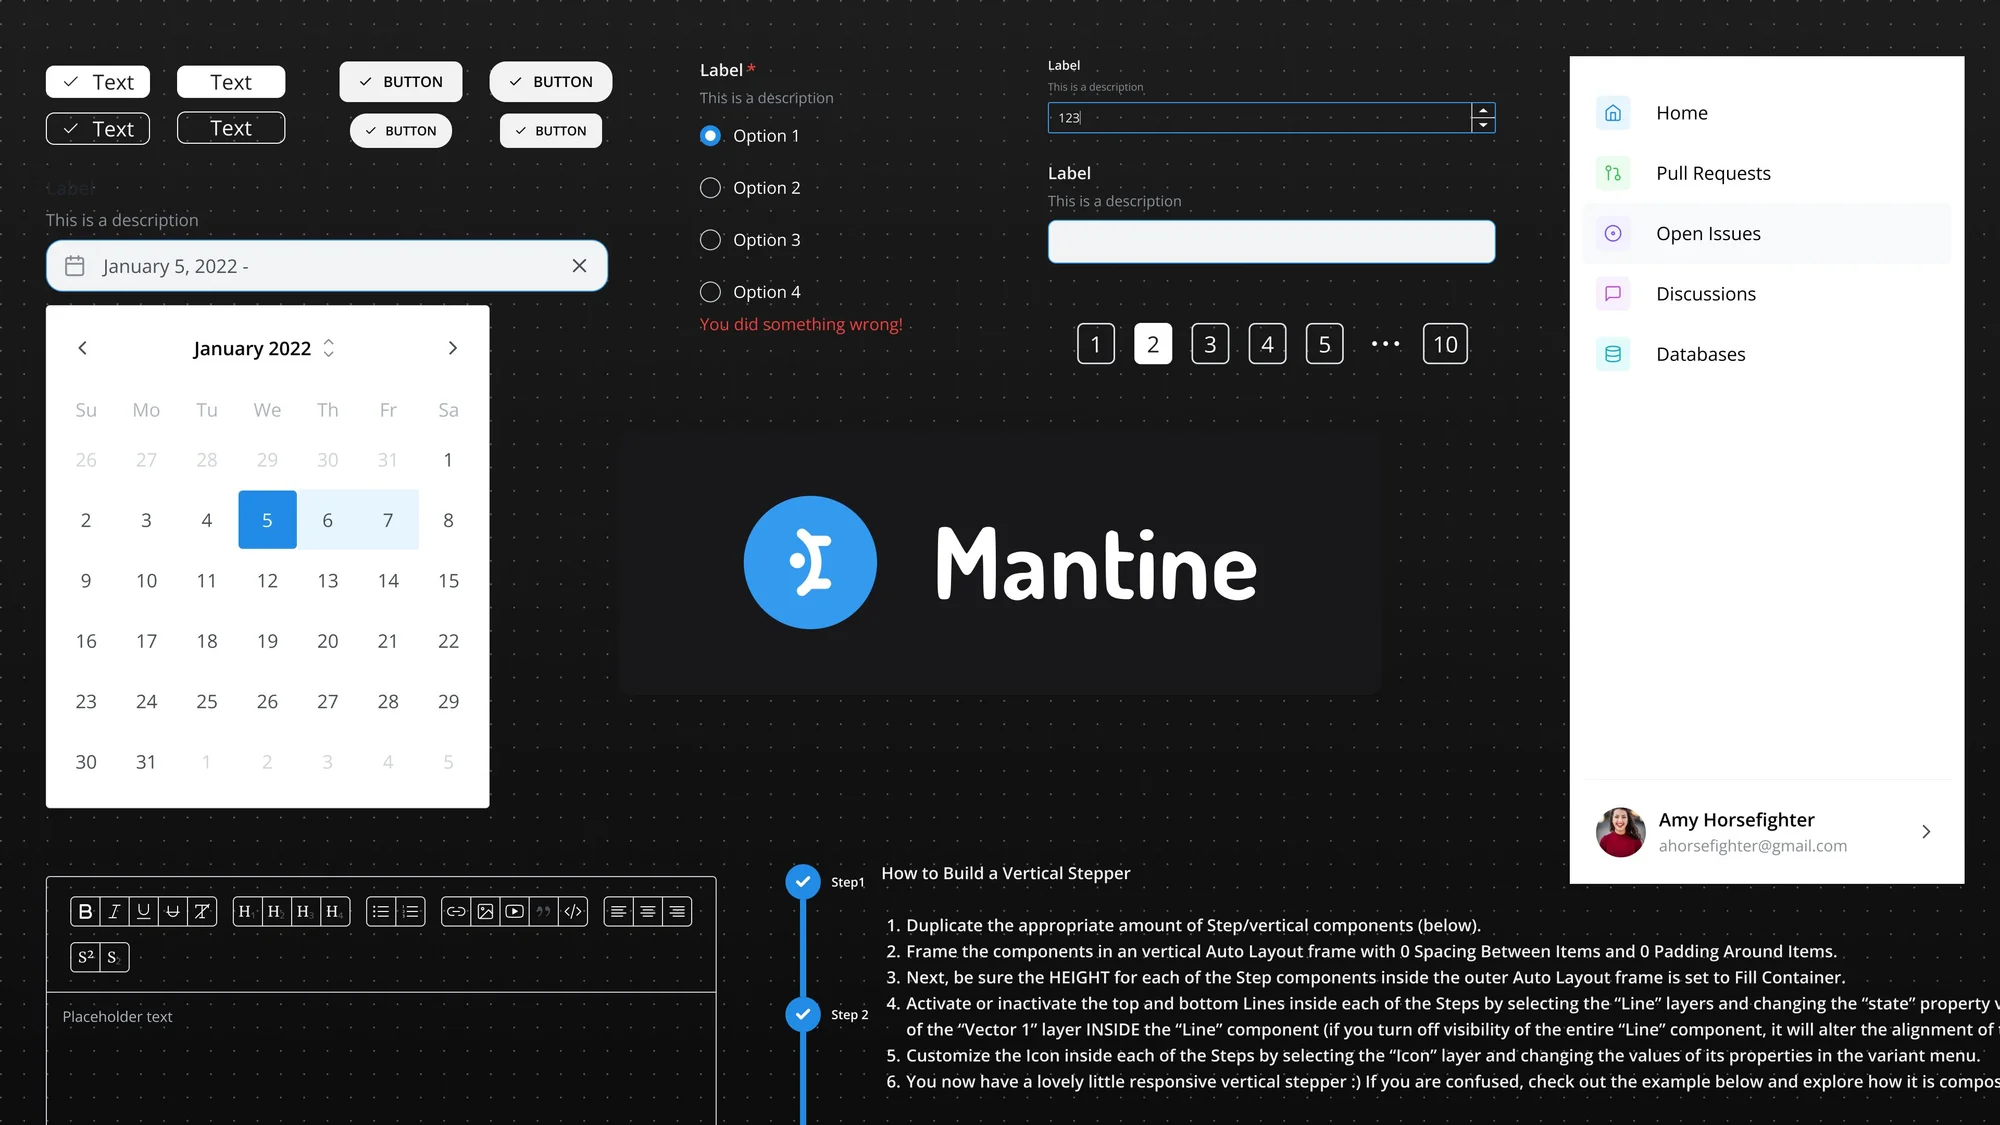 Text
Text
Text
Text
BUTTON
BUTTON
BUTTON
BUTTON
Label
This is a description
January 5, 2022 -
January 2022
Su Mo Tu We Th Fr Sa
26 27 28 29 30 31 1
2 3 4 5 6 7 8
9 10 11 12 13 14 15
16 17 18 19 20 21 22
23 24 25 26 27 28 29
30 31 1 2 3 4 5
Label *
This is a description
Option 1
Option 2
Option 3
Option 4
You did something wrong!
Label
This is a description
123
Label
This is a description
1 2 3 4 5 ••• 10
Mantine
Home
Pull Requests
Open Issues
Discussions
Databases
Amy Horsefighter
ahorsefighter@gmail.com
B I U S T H1 H2 H3 H4
S² S2
Placeholder text
Step1
Step 2
How to Build a Vertical Stepper
1. Duplicate the appropriate amount of Step/vertical components (below).
2. Frame the components in an vertical Auto Layout frame with 0 Spacing Between Items and 0 Padding Around Items.
3. Next, be sure the HEIGHT for each of the Step components inside the outer Auto Layout frame is set to Fill Container.
4. Activate or inactivate the top and bottom Lines inside each of the Steps by selecting the “Line” layers and changing the “state” property
of the “Vector 1” layer INSIDE the “Line” component (if you turn off visibility of the entire “Line” component, it will alter the alignment of
5. Customize the Icon inside each of the Steps by selecting the “Icon” layer and changing the values of its properties in the variant menu.
6. You now have a lovely little responsive vertical stepper :) If you are confused, check out the example below and explore how it is compos